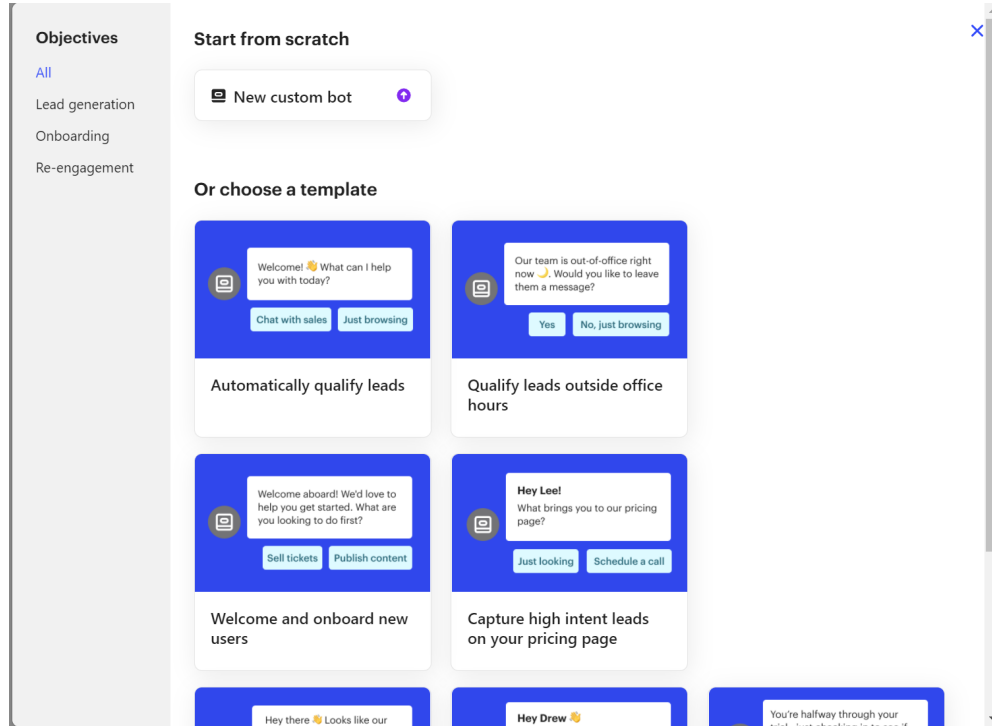 Objectives
All
Lead generation
Onboarding
Re-engagement
Start from scratch
New custom bot
Or choose a template
Welcome! 👋 What can I help
you with today?
Chat with sales
Just browsing
Automatically qualify leads
Our team is out-of-office right
now 🌙. Would you like to leave
them a message?
Yes
No, just browsing
Qualify leads outside office
hours
Welcome aboard! We'd love to
help you get started. What are
you looking to do first?
Sell tickets
Publish content
Welcome and onboard new
users
Hey Lee!
What brings you to our pricing
page?
Just looking
Schedule a call
Capture high intent leads
on your pricing page
Hey there 👋 Looks like our
Hey Drew 👋
You're halfway through your